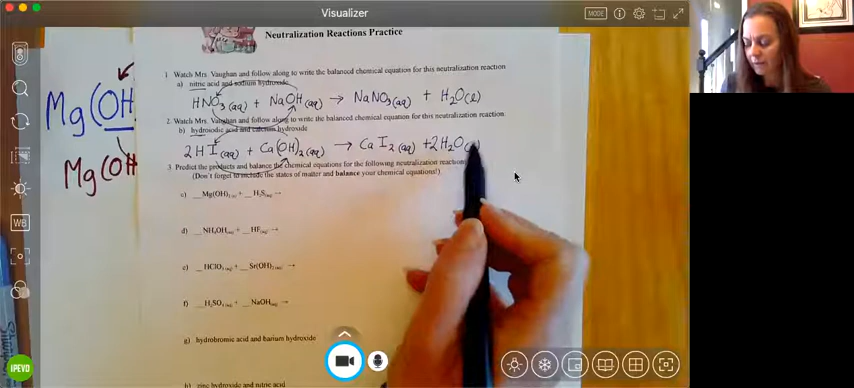 Visualizer
MODE
Neutralization Reactions Practice
1 Watch Mrs. Vaughan and follow along to write the balanced chemical equation for this neutralization reaction
a) nitric acid and sodium hydroxide
HNO3(aq) + NaOH(aq) → NaNO3(aq) + H2O(l)
2. Watch Mrs. Vaughan and follow along to write the balanced chemical equation for this neutralization reaction
b) hydroiodic acid and calcium hydroxide
2HI(aq) + Ca(OH)2(aq) → CaI2(aq) + 2H2O
3 Predict the products and balance the chemical equations for the following neutralization reaction
(Don't forget to include the states of matter and balance your chemical equations!)
c) __Mg(OH)2 + __H2S →
d) __NH4OH(aq) + __HF(aq) →
e) __HClO3(aq) + __Sr(OH)2 →
f) __H2SO4 + __NaOH(aq) →
g) hydrobromic acid and barium hydroxide
h) zinc hydroxide and nitric acid
Mg(OH
Mg(OH
WB
IPEVO